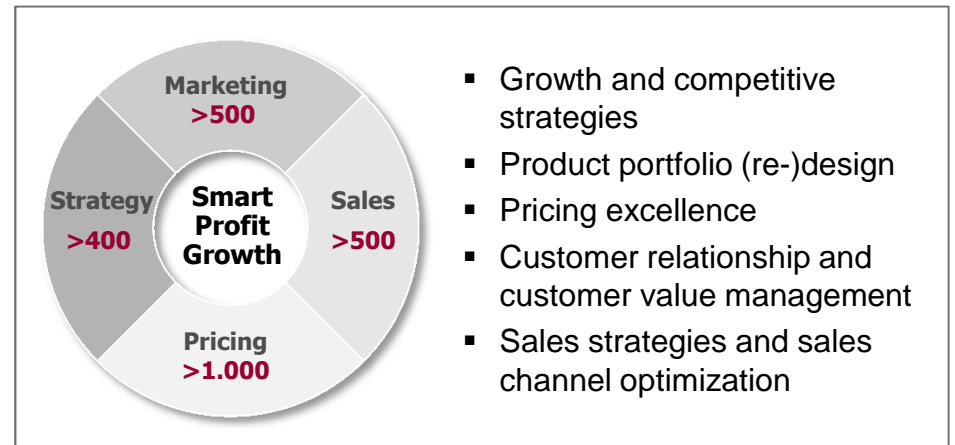 Marketing
>500
Strategy
>400
Smart
Profit
Growth
Sales
>500
Pricing
>1.000
▪ Growth and competitive
strategies
▪ Product portfolio (re-)design
▪ Pricing excellence
▪ Customer relationship and
customer value management
▪ Sales strategies and sales
channel optimization